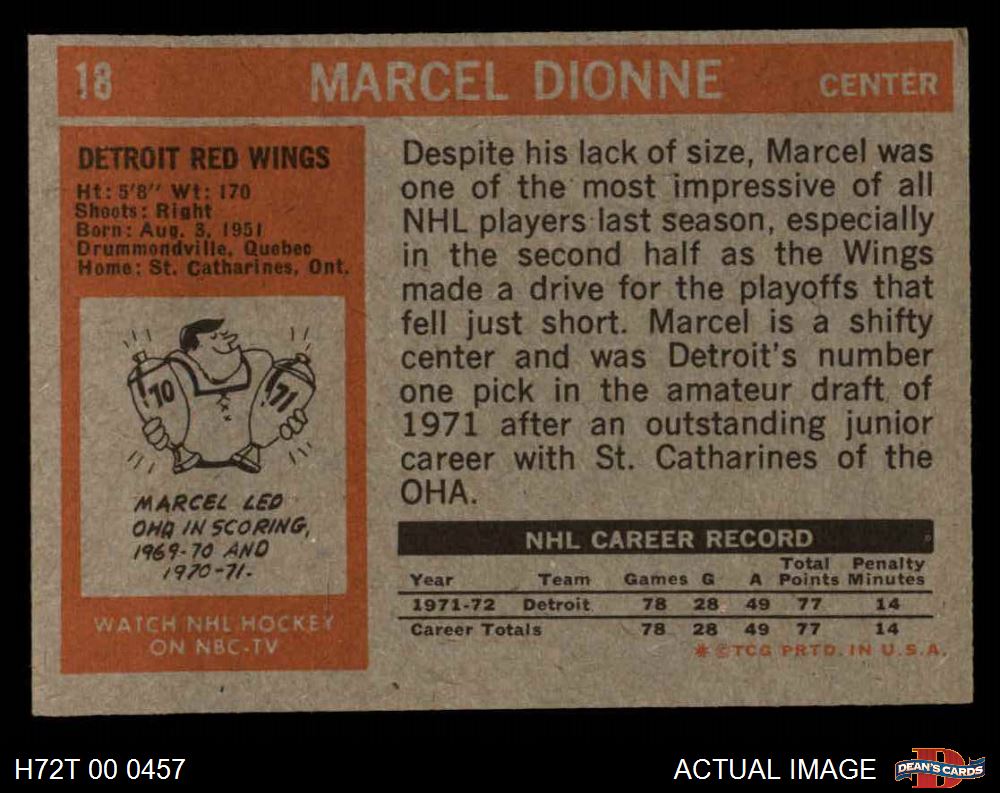 18 MARCEL DIONNE CENTER
DETROIT RED WINGS
Ht: 5'8" Wt: 170
Shoots: Right
Born: Aug. 3, 1951
Drummondville, Quebec
Home: St. Catharines, Ont.
'70 '71
MARCEL LED
OHA IN SCORING,
1969-70 AND
1970-71.
WATCH NHL HOCKEY
ON NBC-TV
Despite his lack of size, Marcel was
one of the most impressive of all
NHL players last season, especially
in the second half as the Wings
made a drive for the playoffs that
fell just short. Marcel is a shifty
center and was Detroit's number
one pick in the amateur draft of
1971 after an outstanding junior
career with St. Catharines of the
OHA.
NHL CAREER RECORD
Total Penalty
Year Team Games G A Points Minutes
1971-72 Detroit 78 28 49 77 14
Career Totals 78 28 49 77 14
* © TCG PRTD. IN U.S.A.
H72T 00 0457
ACTUAL IMAGE
DEAN'S CARDS